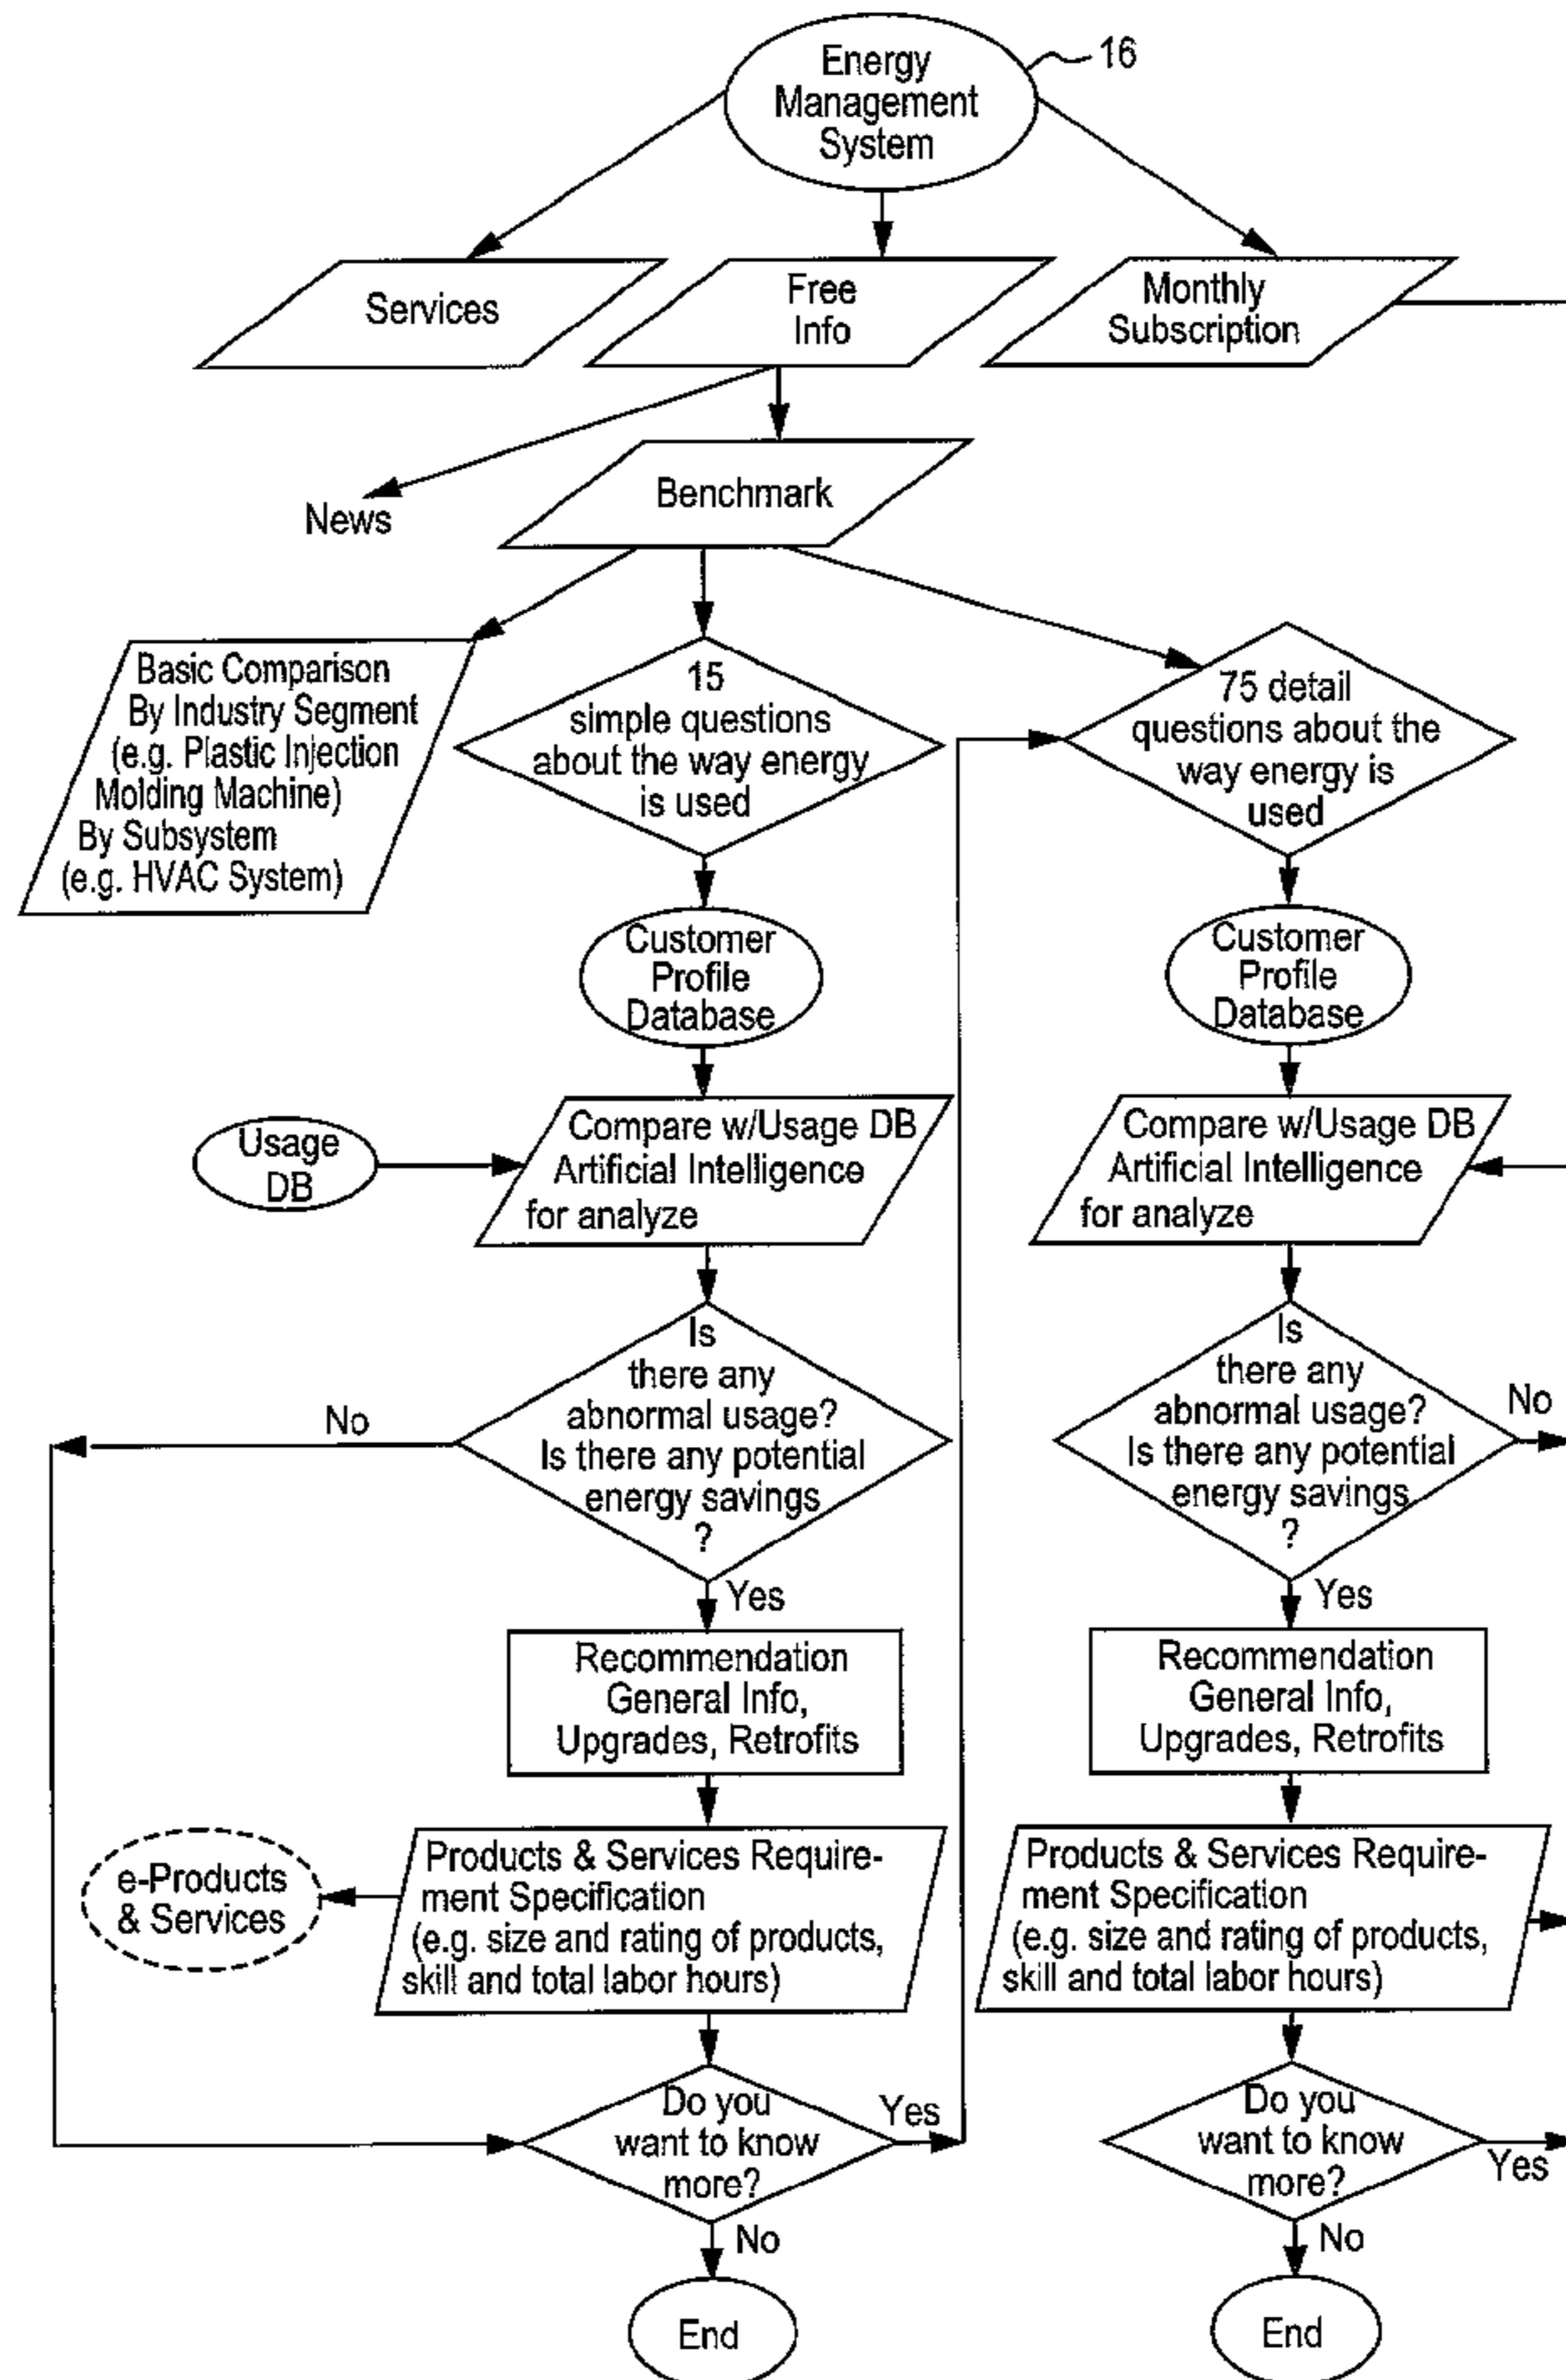 Energy
Management
System
16
Services
Free
Info
Monthly
Subscription
News
Benchmark
Basic Comparison
By Industry Segment
(e.g. Plastic Injection
Molding Machine)
By Subsystem
(e.g. HVAC System)
15
simple questions
about the way energy
is used
75 detail
questions about the
way energy is
used
Customer
Profile
Database
Customer
Profile
Database
Usage
DB
Compare w/Usage DB
Artificial Intelligence
for analyze
Compare w/Usage DB
Artificial Intelligence
for analyze
No
Is
there any
abnormal usage?
Is there any potential
energy savings
?
Is
there any
abnormal usage?
Is there any potential
energy savings
?
No
Yes
Yes
Recommendation
General Info,
Upgrades, Retrofits
Recommendation
General Info,
Upgrades, Retrofits
e-Products
& Services
Products & Services Require-
ment Specification
(e.g. size and rating of products,
skill and total labor hours)
Products & Services Require-
ment Specification
(e.g. size and rating of products,
skill and total labor hours)
Do you
want to know
more?
Yes
Do you
want to know
more?
Yes
No
No
End
End